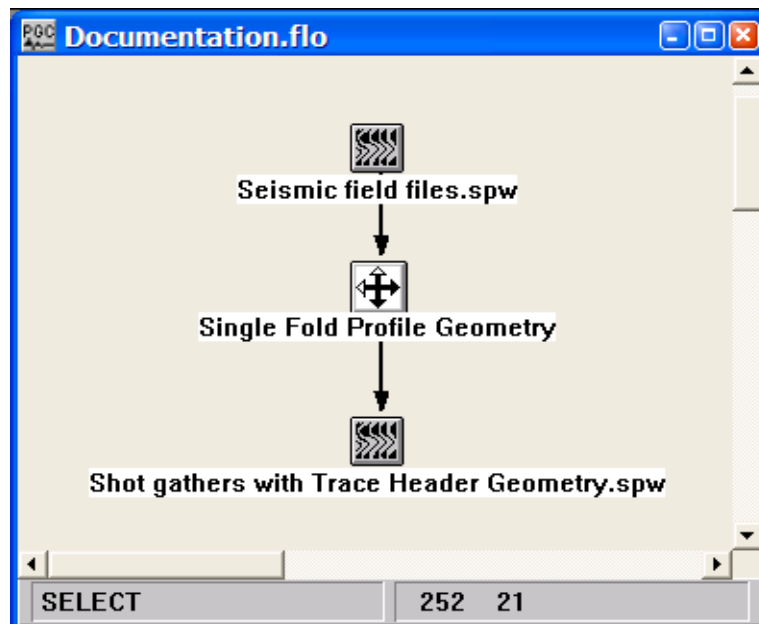 PGC Documentation.flo
Seismic field files.spw
Single Fold Profile Geometry
Shot gathers with Trace Header Geometry.spw
SELECT 252 21